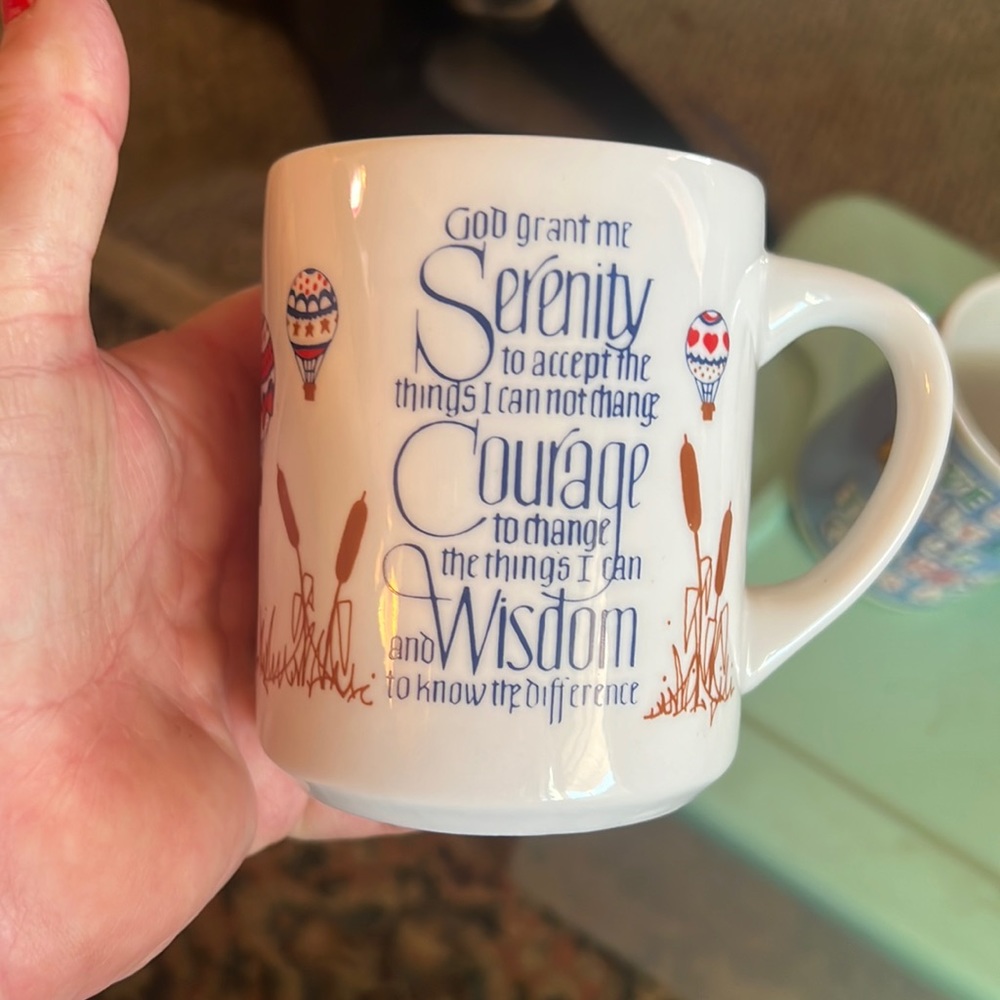 God grant me
Serenity
to accept the
things I can not change
Courage
to change
the things I can
and Wisdom
to know the difference